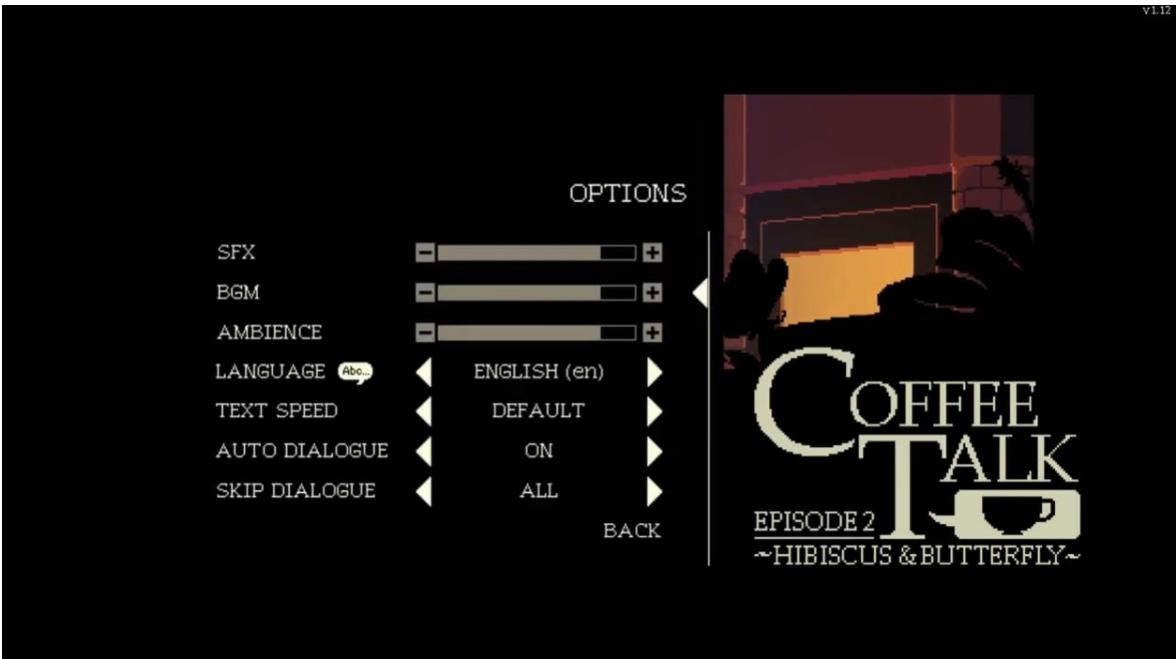 v1.12
OPTIONS
SFX
BGM
AMBIENCE
LANGUAGE Abc... ENGLISH (en)
TEXT SPEED DEFAULT
AUTO DIALOGUE ON
SKIP DIALOGUE ALL
BACK
COFFEE
TALK
EPISODE 2
~HIBISCUS & BUTTERFLY~